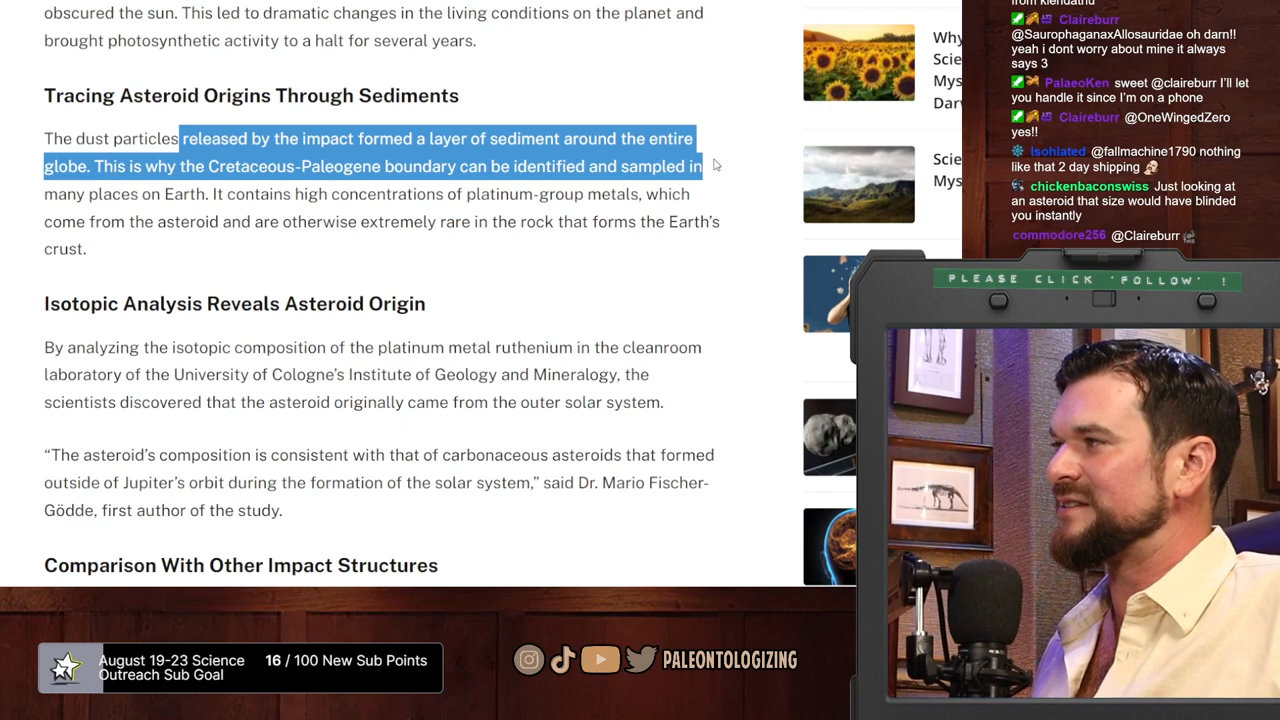 obscured the sun. This led to dramatic changes in the living conditions on the planet and
brought photosynthetic activity to a halt for several years.
Tracing Asteroid Origins Through Sediments
The dust particles released by the impact formed a layer of sediment around the entire
globe. This is why the Cretaceous-Paleogene boundary can be identified and sampled in
many places on Earth. It contains high concentrations of platinum-group metals, which
come from the asteroid and are otherwise extremely rare in the rock that forms the Earth's
crust.
Isotopic Analysis Reveals Asteroid Origin
By analyzing the isotopic composition of the platinum metal ruthenium in the cleanroom
laboratory of the University of Cologne's Institute of Geology and Mineralogy, the
scientists discovered that the asteroid originally came from the outer solar system.
“The asteroid's composition is consistent with that of carbonaceous asteroids that formed
outside of Jupiter's orbit during the formation of the solar system,” said Dr. Mario Fischer-
Gödde, first author of the study.
Comparison With Other Impact Structures
Why
Scie
Mys
Dar
Scie
Mys
from klendathu
Claireburr
@SaurophaganaxAllosauridae oh darn!!
yeah i dont worry about mine it always
says 3
PalaeoKen sweet @claireburr I'll let
you handle it since I'm on a phone
Claireburr @OneWingedZero
yes!!
Isohlated @fallmachine1790 nothing
like that 2 day shipping
chickenbaconswiss Just looking at
an asteroid that size would have blinded
you instantly
commodore256 @Claireburr
PLEASE CLICK 'FOLLOW' !
August 19-23 Science
Outreach Sub Goal
16 / 100 New Sub Points
PALEONTOLOGIZING